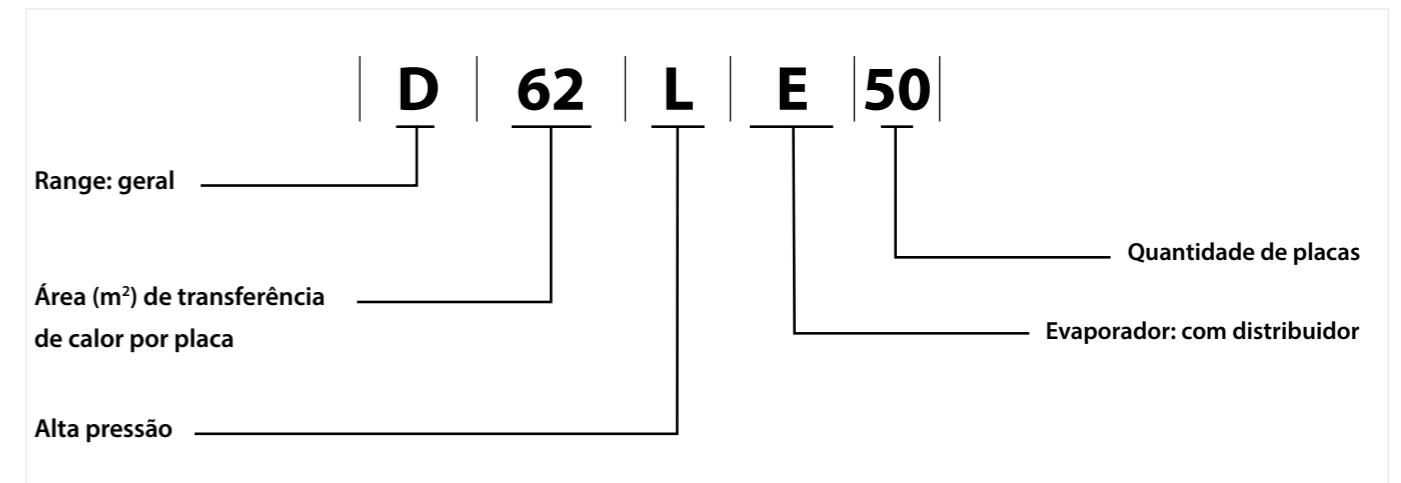 D 62 L E 50
Range: geral
Quantidade de placas
Área (m²) de transferência
de calor por placa
Evaporador: com distribuidor
Alta pressão